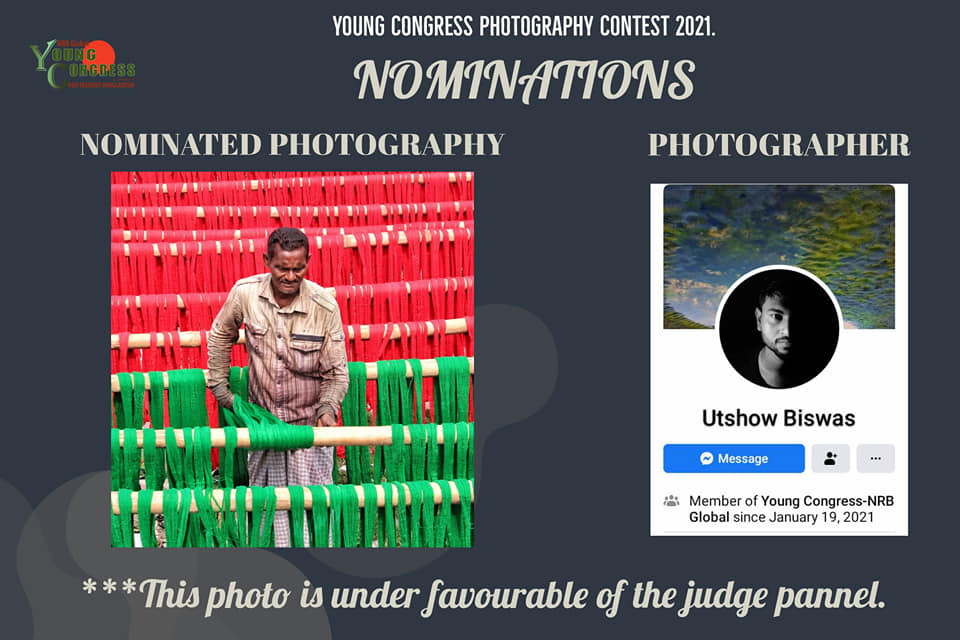 YOUNG CONGRESS PHOTOGRAPHY CONTEST 2021.
NOMINATIONS
YOUNG
CONGRESS
NOMINATED PHOTOGRAPHY
PHOTOGRAPHER
Utshow Biswas
Message
Member of Young Congress-NRB
Global since January 19, 2021
***This photo is under favourable of the judge pannel.